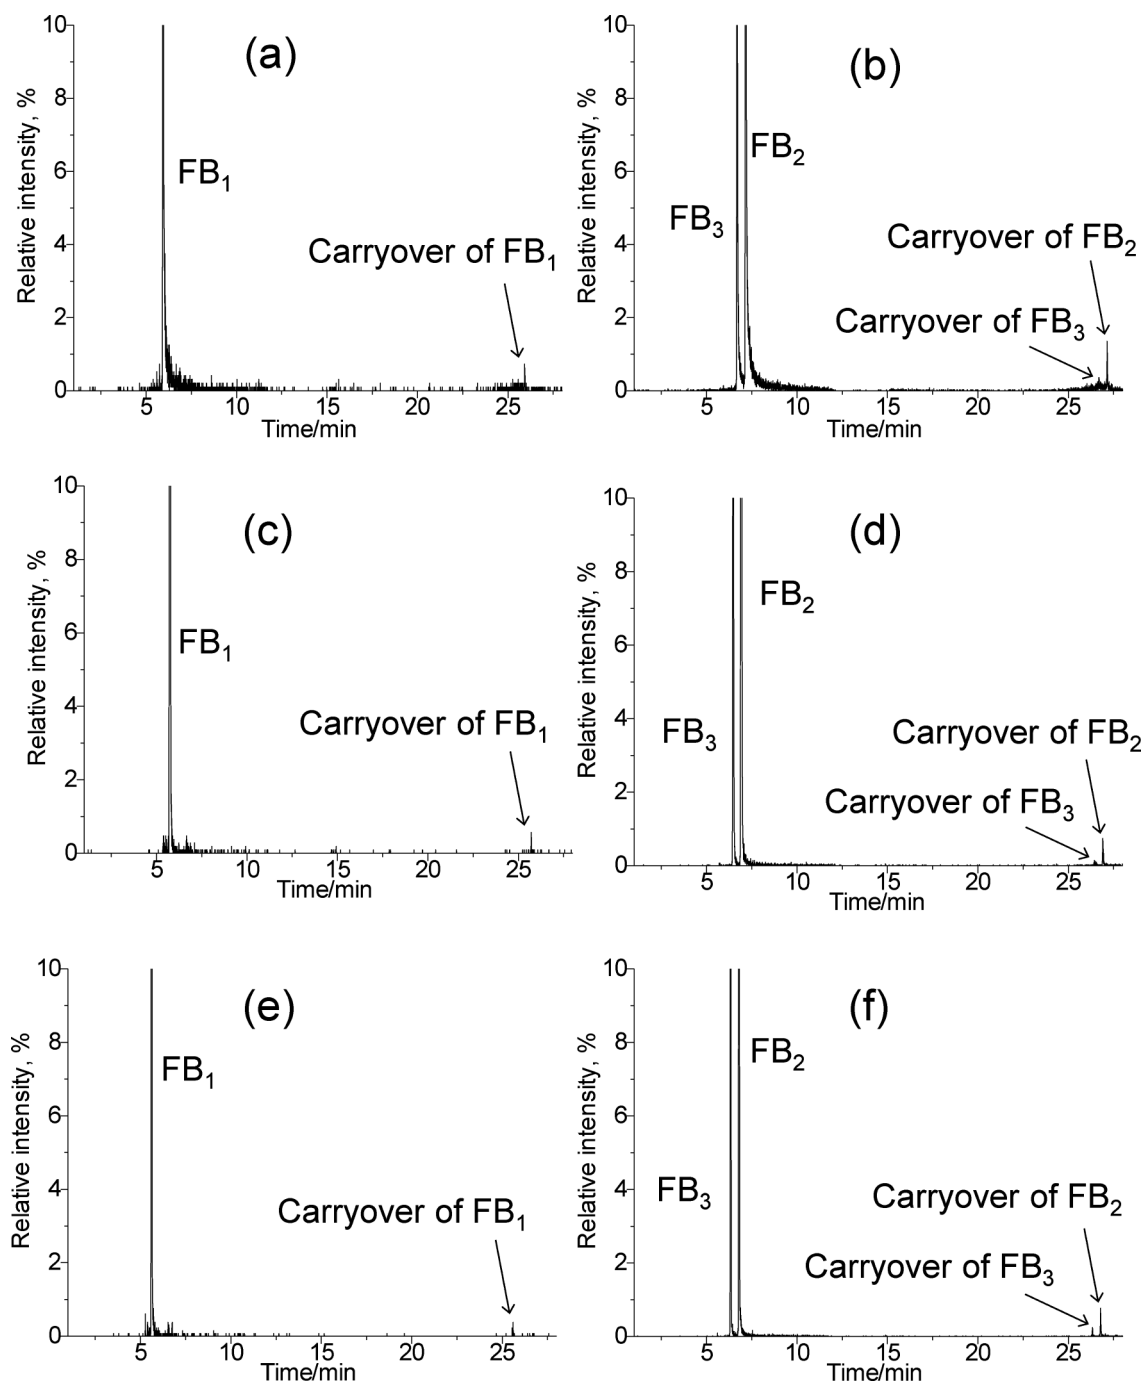 (a)
Relative intensity, %
10
8
6
4
2
0
FB₁
Carryover of FB₁
5 10 15 20 25
Time/min
(b)
Relative intensity, %
10
8
6
4
2
0
FB₂
FB₃
Carryover of FB₂
Carryover of FB₃
5 10 15 20 25
Time/min
(c)
Relative intensity, %
10
8
6
4
2
0
FB₁
Carryover of FB₁
5 10 15 20 25
Time/min
(d)
Relative intensity, %
10
8
6
4
2
0
FB₂
FB₃
Carryover of FB₂
Carryover of FB₃
5 10 15 20 25
Time/min
(e)
Relative intensity, %
10
8
6
4
2
0
FB₁
Carryover of FB₁
5 10 15 20 25
Time/min
(f)
Relative intensity, %
10
8
6
4
2
0
FB₂
FB₃
Carryover of FB₂
Carryover of FB₃
5 10 15 20 25
Time/min